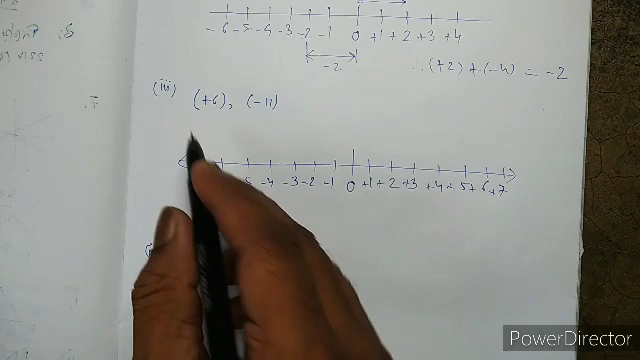 -6 -5 -4 -3 -2 -1 0 +1 +2 +3 +4
-2
∴ (+2) + (-4) = -2
(iii) (+6), (-11)
-4 -3 -2 -1 0 +1 +2 +3 +4 +5 +6 +7
PowerDirector